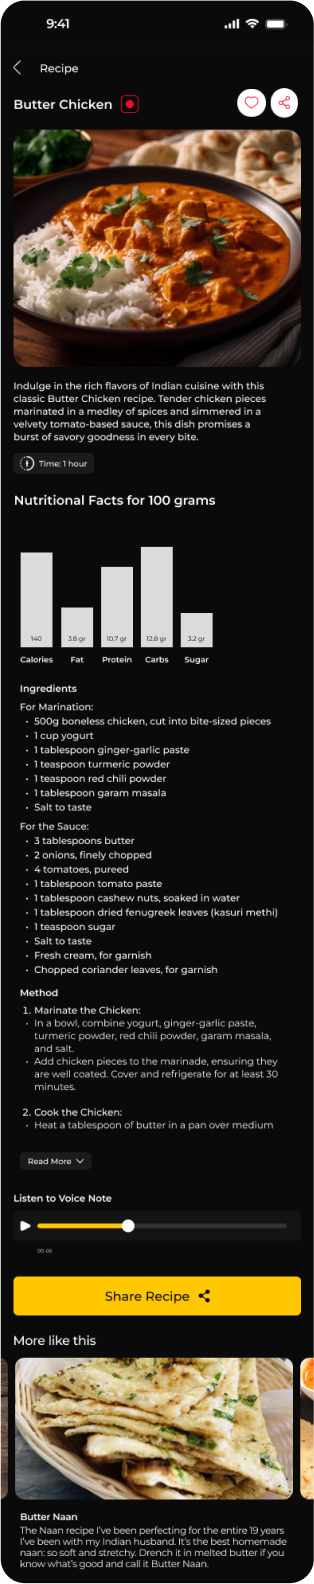 9:41
Recipe
Butter Chicken
Indulge in the rich flavors of Indian cuisine with this
classic Butter Chicken recipe. Tender chicken pieces
marinated in a medley of spices and simmered in a
velvety tomato-based sauce, this dish promises a
burst of savory goodness in every bite.
Time: 1 hour
Nutritional Facts for 100 grams
140 3.8 gr 10.7 gr 12.8 gr 3.2 gr
Calories Fat Protein Carbs Sugar
Ingredients
For Marination:
• 500g boneless chicken, cut into bite-sized pieces
• 1 cup yogurt
• 1 tablespoon ginger-garlic paste
• 1 teaspoon turmeric powder
• 1 teaspoon red chili powder
• 1 tablespoon garam masala
• Salt to taste
For the Sauce:
• 3 tablespoons butter
• 2 onions, finely chopped
• 4 tomatoes, pureed
• 1 tablespoon tomato paste
• 1 tablespoon cashew nuts, soaked in water
• 1 tablespoon dried fenugreek leaves (kasuri methi)
• 1 teaspoon sugar
• Salt to taste
• Fresh cream, for garnish
• Chopped coriander leaves, for garnish
Method
1. Marinate the Chicken:
• In a bowl, combine yogurt, ginger-garlic paste,
turmeric powder, red chili powder, garam masala,
and salt.
• Add chicken pieces to the marinade, ensuring they
are well coated. Cover and refrigerate for at least 30
minutes.
2. Cook the Chicken:
• Heat a tablespoon of butter in a pan over medium
Read More
Listen to Voice Note
00:05
Share Recipe
More like this
Butter Naan
The Naan recipe I've been perfecting for the entire 19 years
I've been with my Indian husband. It's the best homemade
naan: so soft and stretchy. Drench it in melted butter if you
know what's good and call it Butter Naan.